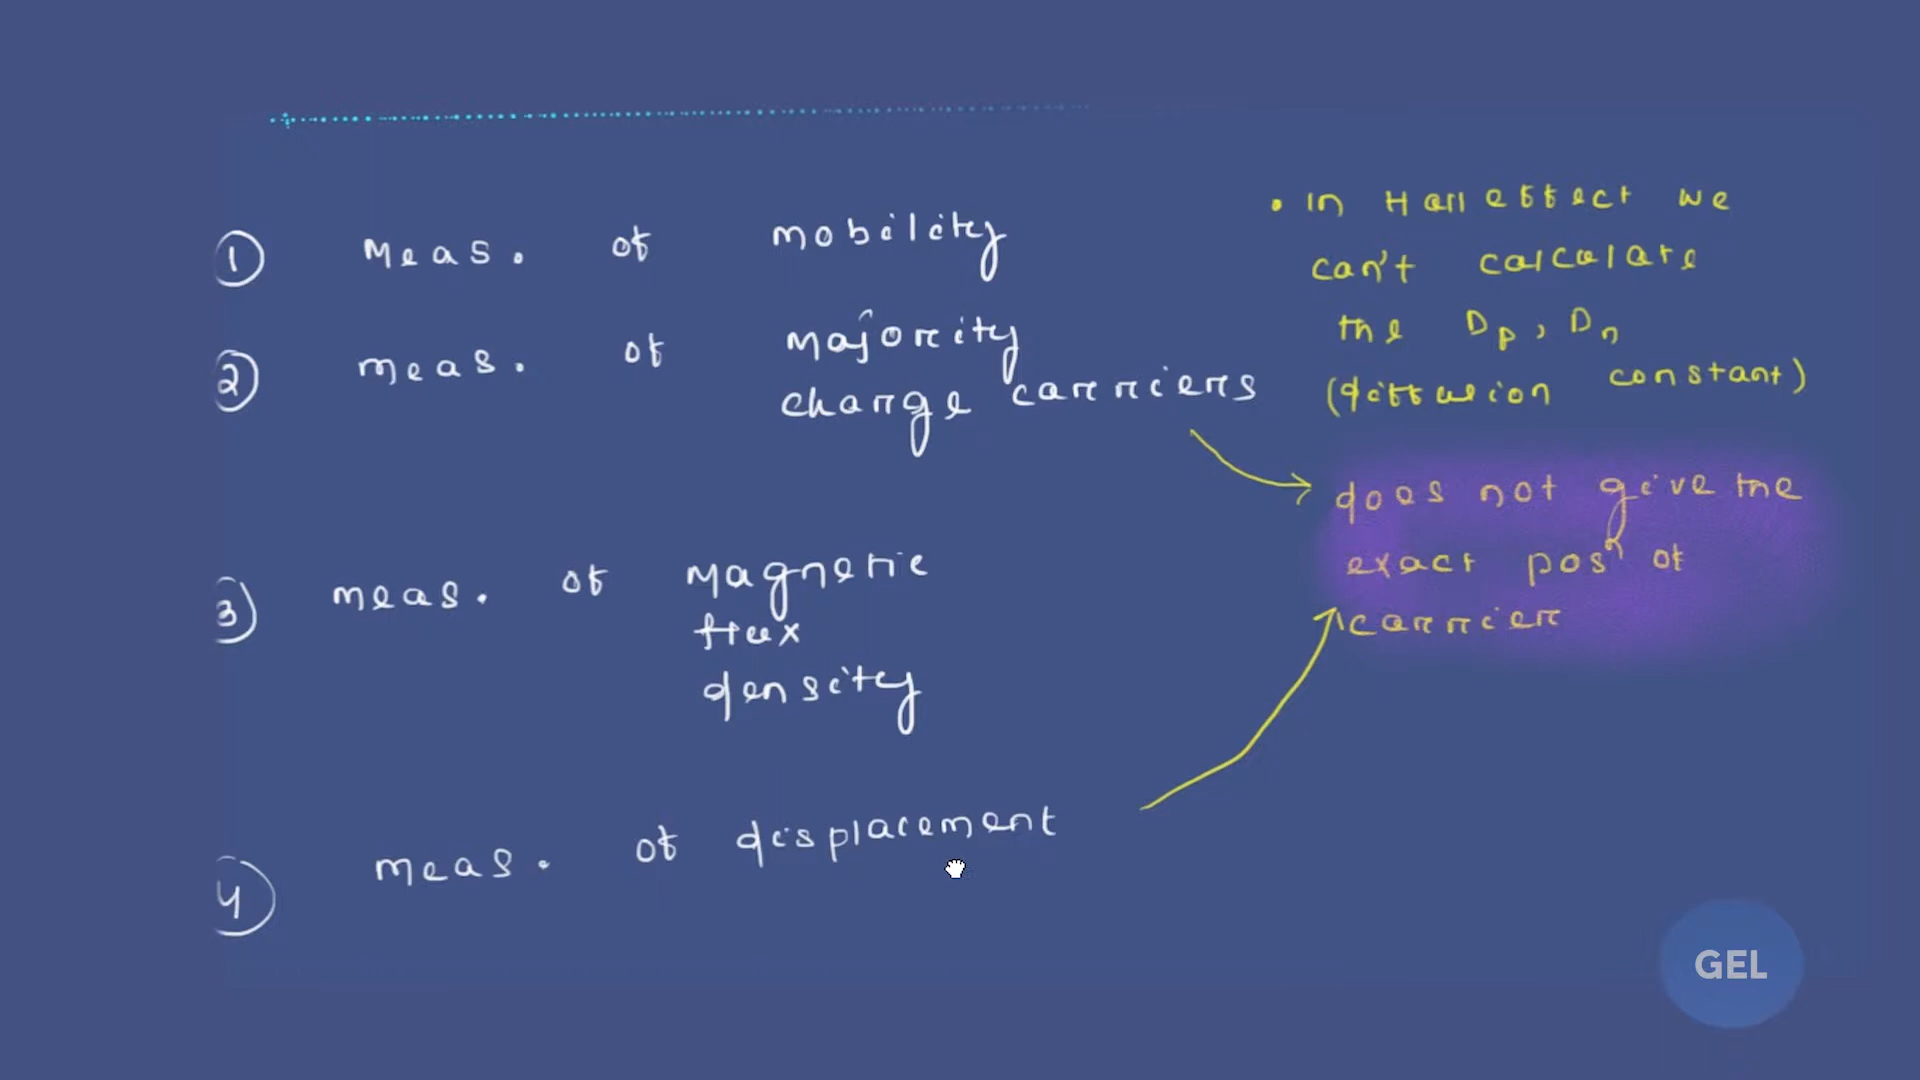 ① Meas. of mobility
② meas. of majority
charge carriers
③ meas. of magnetic
flux
density
④ meas. of displacement
• In Hall effect we
can't calculate
the Dp, Dn
(diffusion constant)
does not give the
exact posⁿ of
carrier
GEL